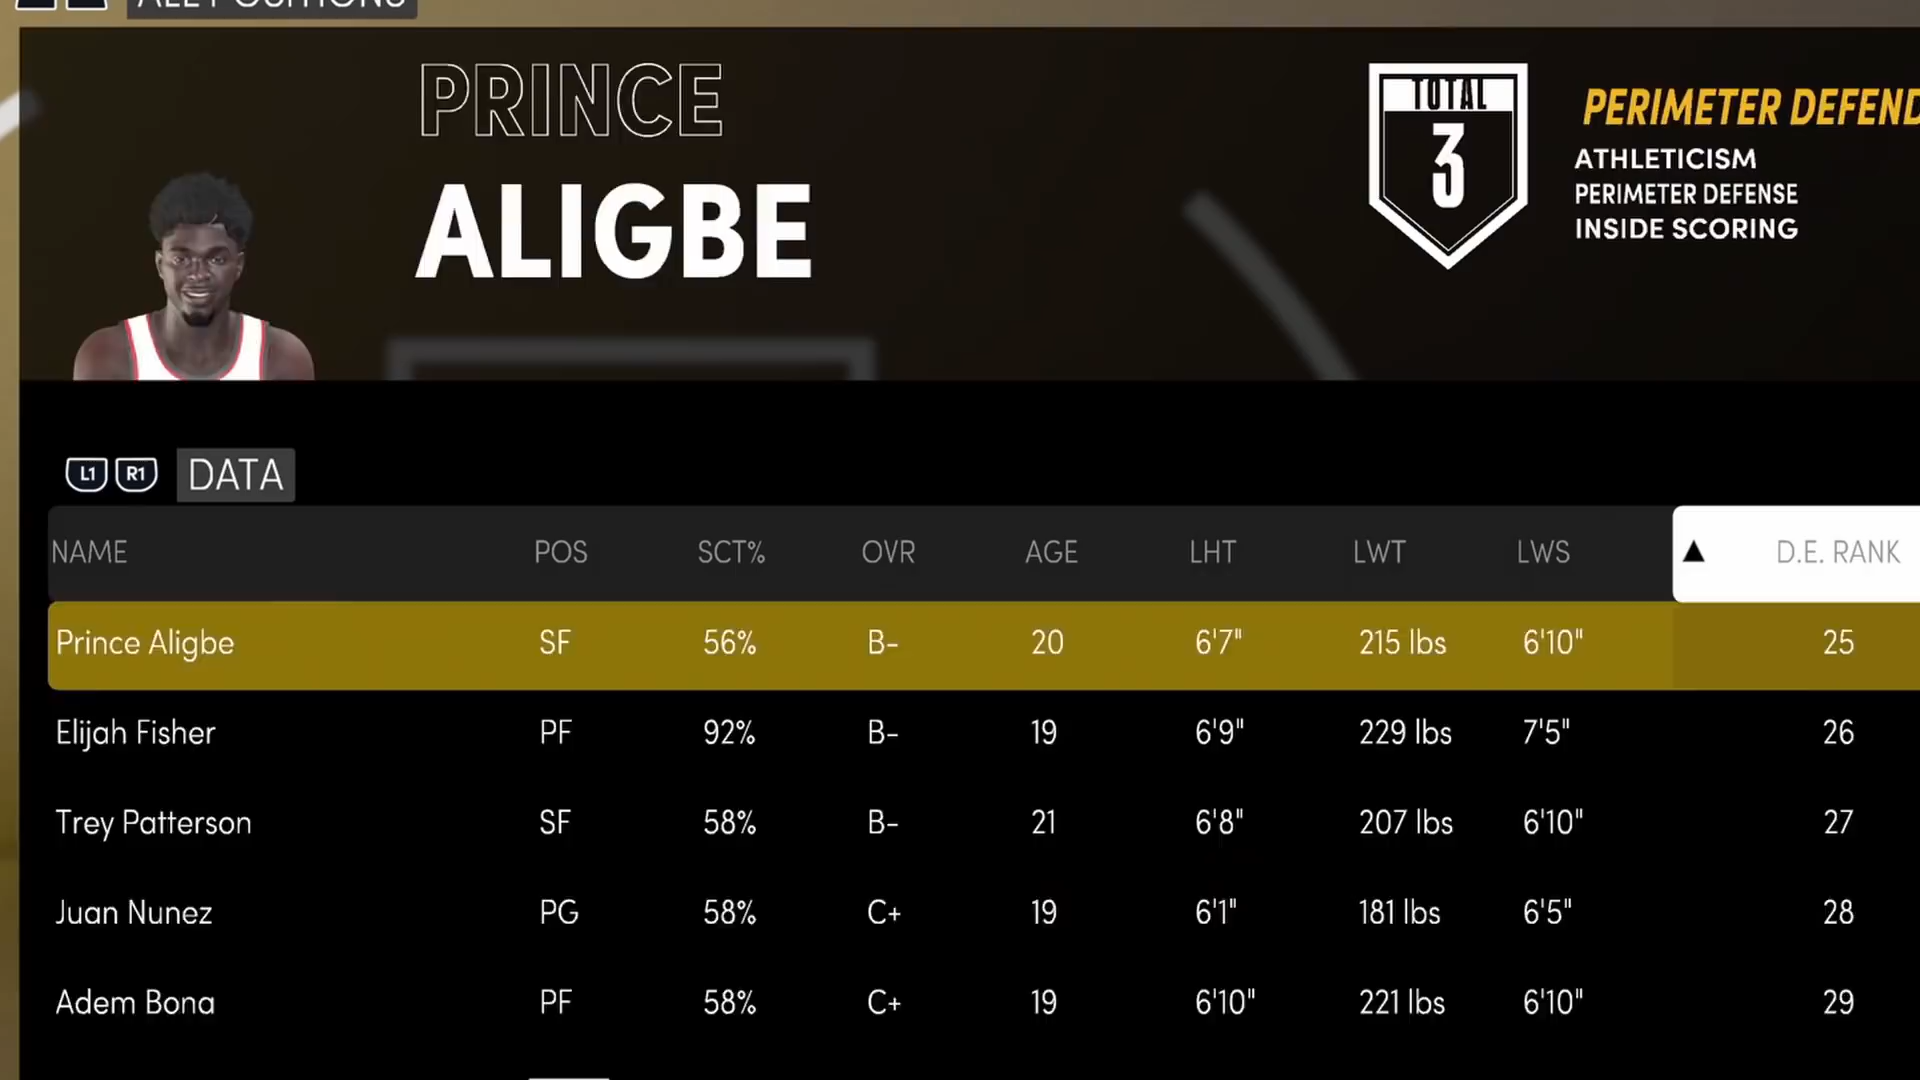 ALL POSITIONS
PRINCE
ALIGBE
TOTAL
3
PERIMETER DEFEND
ATHLETICISM
PERIMETER DEFENSE
INSIDE SCORING
L1 R1 DATA
NAME POS SCT% OVR AGE LHT LWT LWS ▲ D.E. RANK
Prince Aligbe SF 56% B- 20 6'7" 215 lbs 6'10" 25
Elijah Fisher PF 92% B- 19 6'9" 229 lbs 7'5" 26
Trey Patterson SF 58% B- 21 6'8" 207 lbs 6'10" 27
Juan Nunez PG 58% C+ 19 6'1" 181 lbs 6'5" 28
Adem Bona PF 58% C+ 19 6'10" 221 lbs 6'10" 29